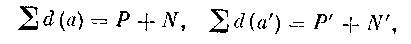 ∑ d (a) = P + N, ∑ d (a′) = P′ + N′,